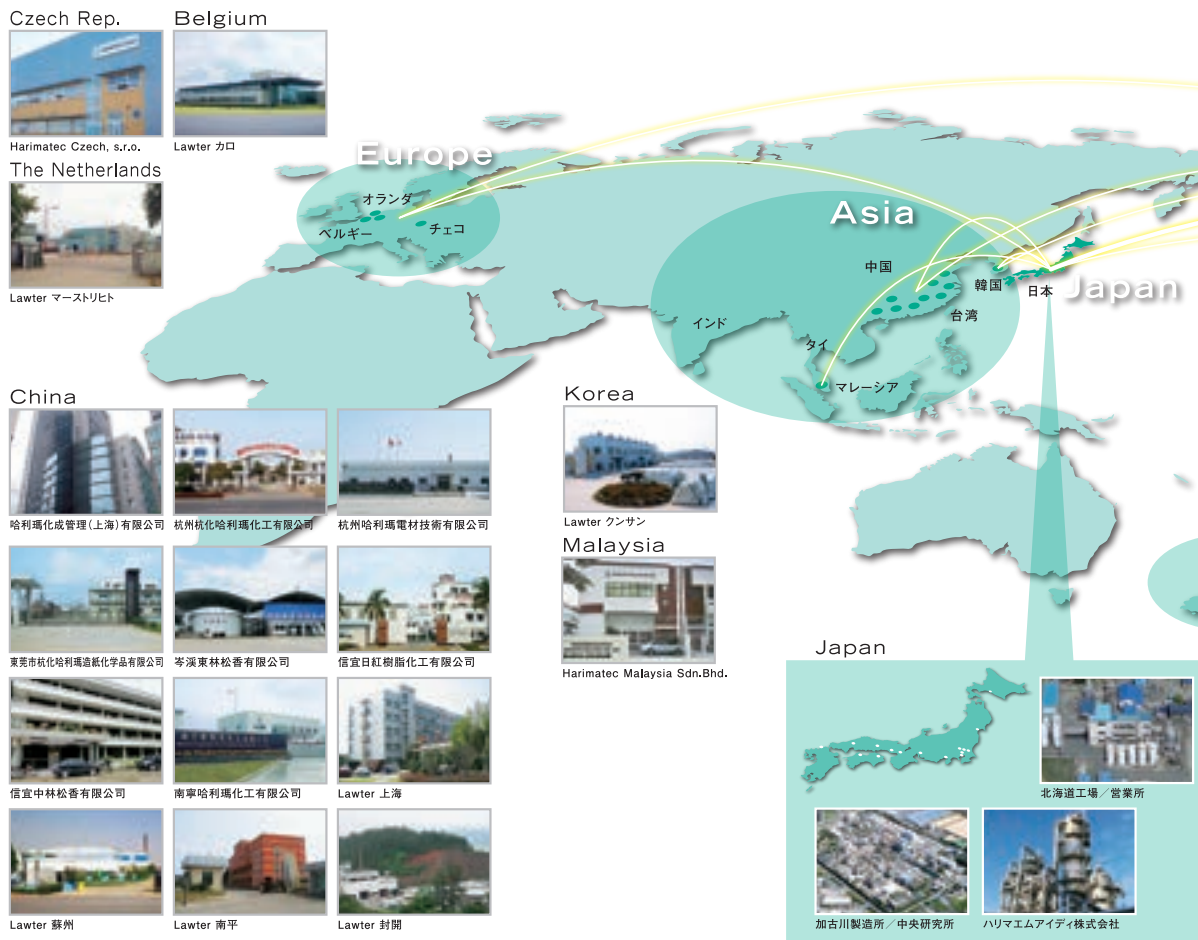 Czech Rep.
Belgium
Harimatec Czech, s.r.o.
Lawter カロ
The Netherlands
Lawter マーストリヒト
Europe
オランダ
ベルギー
チェコ
Asia
中国
韓国
日本
Japan
台湾
インド
タイ
マレーシア
China
哈利瑪化成管理(上海)有限公司
杭州杭化哈利瑪化工有限公司
杭州哈利瑪電材技術有限公司
東莞市杭化哈利瑪造紙化学品有限公司
岑溪東林松香有限公司
信宜日紅樹脂化工有限公司
信宜中林松香有限公司
南寧哈利瑪化工有限公司
Lawter 上海
Lawter 蘇州
Lawter 南平
Lawter 封開
Korea
Lawter クンサン
Malaysia
Harimatec Malaysia Sdn.Bhd.
Japan
北海道工場/営業所
加古川製造所/中央研究所
ハリマエムアイディ株式会社